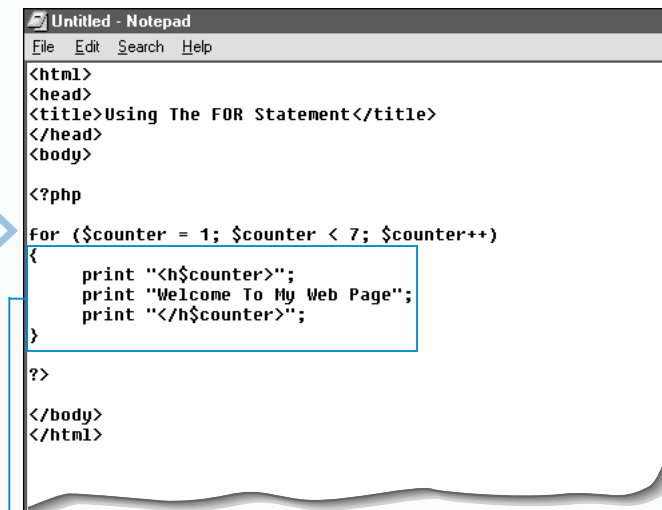 Untitled - Notepad
File Edit Search Help
<html>
<head>
<title>Using The FOR Statement</title>
</head>
<body>
<?php
for ($counter = 1; $counter < 7; $counter++)
{
print "<h$counter>";
print "Welcome To My Web Page";
print "</h$counter>";
}
?>
</body>
</html>